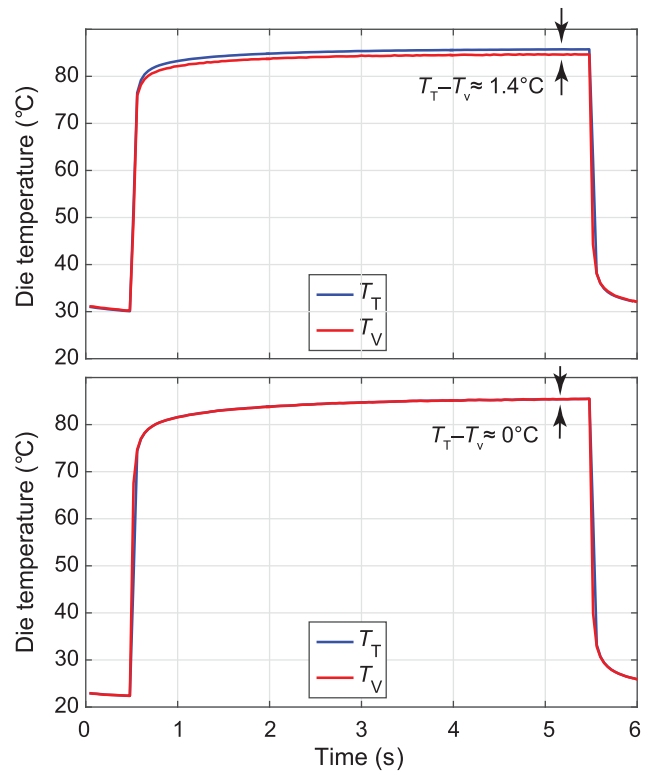 Die temperature (°C)
80
70
60
50
40
30
20
T_T–T_v ≈ 1.4°C
T_T
T_V
Die temperature (°C)
80
70
60
50
40
30
20
T_T–T_v ≈ 0°C
T_T
T_V
0 1 2 3 4 5 6
Time (s)